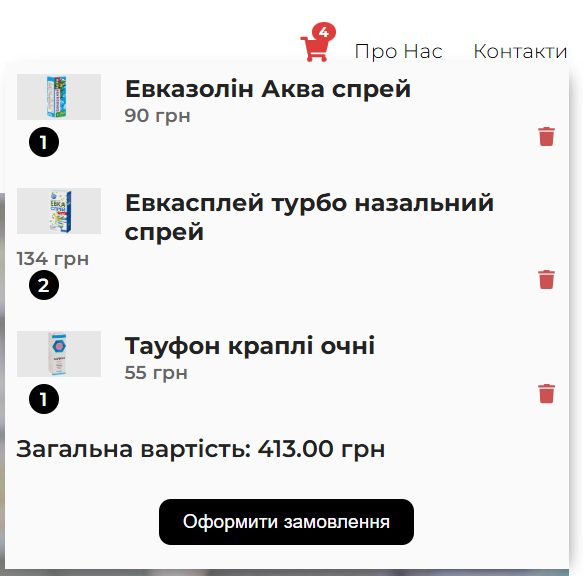 4
Про Нас
Контакти
Евказолін Аква спрей
90 грн
1
Евкасплей турбо назальний
спрей
134 грн
2
Тауфон краплі очні
55 грн
1
Загальна вартість: 413.00 грн
Оформити замовлення